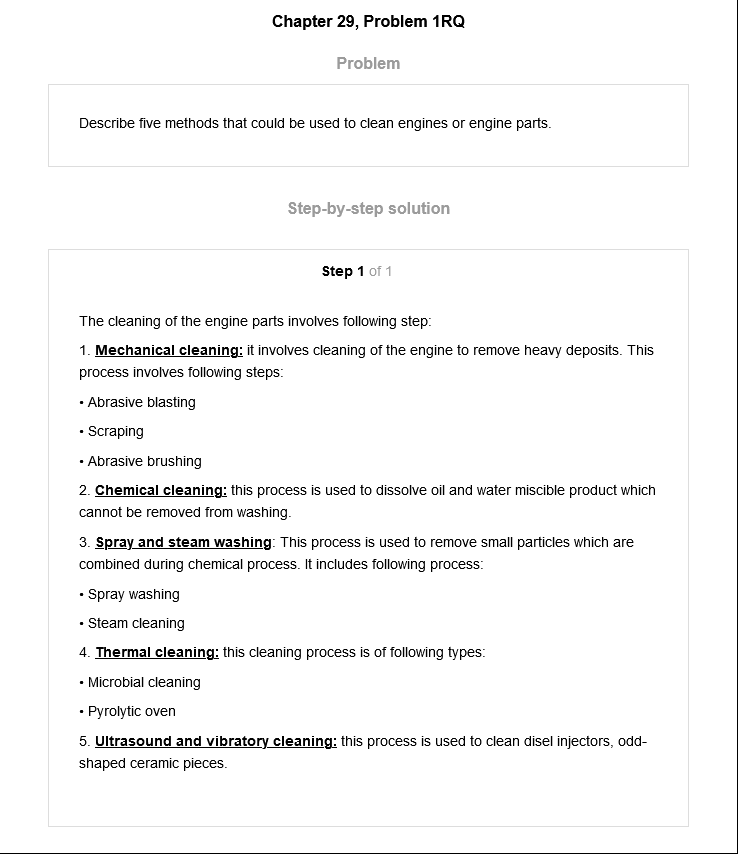 Chapter 29, Problem 1RQ
Problem
Describe five methods that could be used to clean engines or engine parts.
Step-by-step solution
Step 1 of 1
The cleaning of the engine parts involves following step:
1. Mechanical cleaning: it involves cleaning of the engine to remove heavy deposits. This
process involves following steps:
• Abrasive blasting
• Scraping
• Abrasive brushing
2. Chemical cleaning: this process is used to dissolve oil and water miscible product which
cannot be removed from washing.
3. Spray and steam washing: This process is used to remove small particles which are
combined during chemical process. It includes following process:
• Spray washing
• Steam cleaning
4. Thermal cleaning: this cleaning process is of following types:
• Microbial cleaning
• Pyrolytic oven
5. Ultrasound and vibratory cleaning: this process is used to clean disel injectors, odd-
shaped ceramic pieces.